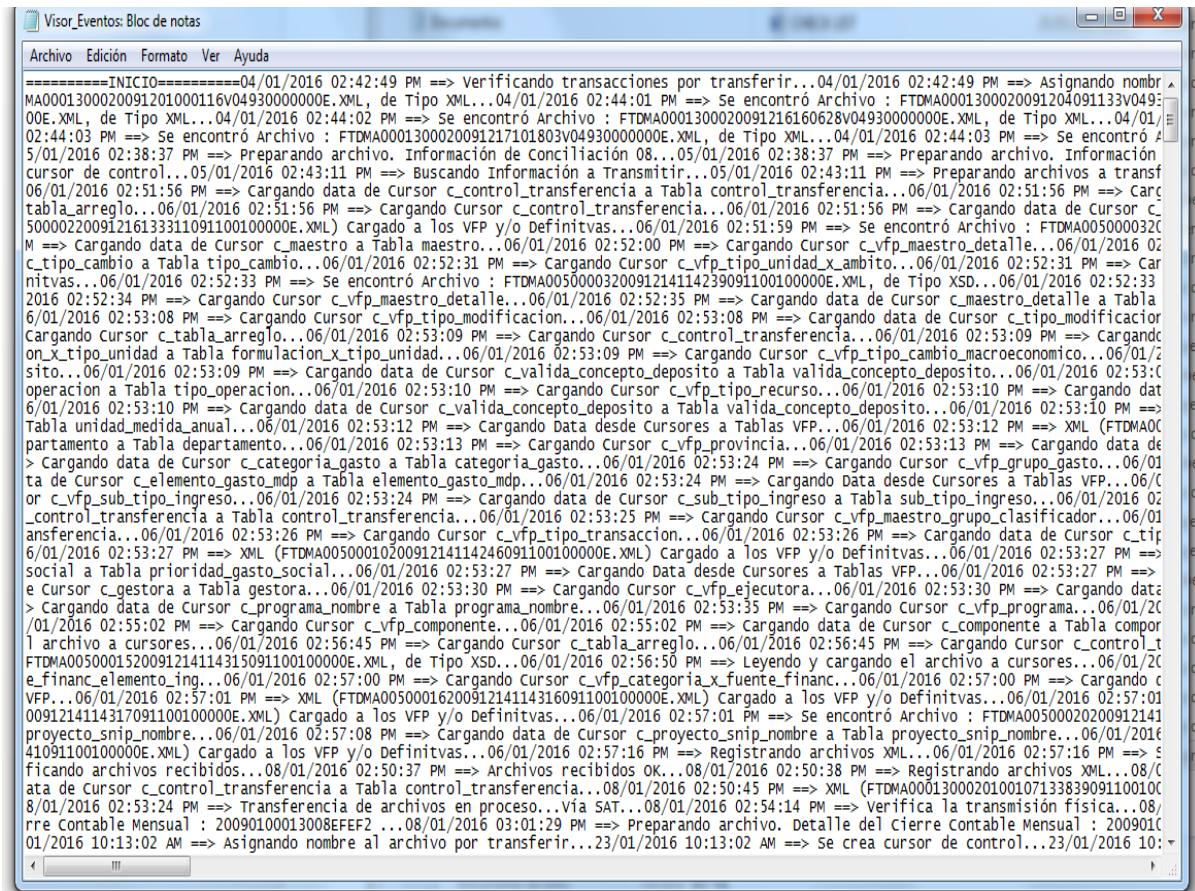 Visor_Eventos: Bloc de notas
Archivo Edición Formato Ver Ayuda
==========INICIO==========04/01/2016 02:42:49 PM ==> Verificando transacciones por transferir...04/01/2016 02:42:49 PM ==> Asignando nombr
MA000130002009120100011​6V04930000000E.XML, de Tipo XML...04/01/2016 02:44:01 PM ==> Se encontró Archivo : FTDMA0001300020091204091133V0493
00E.XML, de Tipo XML...04/01/2016 02:44:02 PM ==> Se encontró Archivo : FTDMA0001300020091216160628V04930000000E.XML, de Tipo XML...04/01/
02:44:03 PM ==> Se encontró Archivo : FTDMA0001300020091217101803V04930000000E.XML, de Tipo XML...04/01/2016 02:44:03 PM ==> Se encontró A
5/01/2016 02:38:37 PM ==> Preparando archivo. Información de Conciliación 08...05/01/2016 02:38:37 PM ==> Preparando archivo. Información
cursor de control...05/01/2016 02:43:11 PM ==> Buscando Información a Transmitir...05/01/2016 02:43:11 PM ==> Preparando archivos a transf
06/01/2016 02:51:56 PM ==> Cargando data de Cursor c_control_transferencia a Tabla control_transferencia...06/01/2016 02:51:56 PM ==> Carg
tabla_arreglo...06/01/2016 02:51:56 PM ==> Cargando Cursor c_control_transferencia...06/01/2016 02:51:56 PM ==> Cargando data de Cursor c_
5000022009121613331109110010​0000E.XML) Cargado a los VFP y/o Definitvas...06/01/2016 02:51:59 PM ==> Se encontró Archivo : FTDMA0050000320
M ==> Cargando data de Cursor c_maestro a Tabla maestro...06/01/2016 02:52:00 PM ==> Cargando Cursor c_vfp_maestro_detalle...06/01/2016 02
c_tipo_cambio a Tabla tipo_cambio...06/01/2016 02:52:31 PM ==> Cargando Cursor c_vfp_tipo_unidad_x_ambito...06/01/2016 02:52:31 PM ==> Car
nitvas...06/01/2016 02:52:33 PM ==> Se encontró Archivo : FTDMA00500003200912141142390911001​00000E.XML, de Tipo XSD...06/01/2016 02:52:33
2016 02:52:34 PM ==> Cargando Cursor c_vfp_maestro_detalle...06/01/2016 02:52:35 PM ==> Cargando data de Cursor c_maestro_detalle a Tabla
6/01/2016 02:53:08 PM ==> Cargando Cursor c_vfp_tipo_modificacion...06/01/2016 02:53:08 PM ==> Cargando data de Cursor c_tipo_modificacion
Cargando Cursor c_tabla_arreglo...06/01/2016 02:53:09 PM ==> Cargando Cursor c_control_transferencia...06/01/2016 02:53:09 PM ==> Cargando
on_x_tipo_unidad a Tabla formulacion_x_tipo_unidad...06/01/2016 02:53:09 PM ==> Cargando Cursor c_vfp_tipo_cambio_macroeconomico...06/01/2
sito...06/01/2016 02:53:09 PM ==> Cargando data de Cursor c_valida_concepto_deposito a Tabla valida_concepto_deposito...06/01/2016 02:53:0
operacion a Tabla tipo_operacion...06/01/2016 02:53:10 PM ==> Cargando Cursor c_vfp_tipo_recurso...06/01/2016 02:53:10 PM ==> Cargando dat
6/01/2016 02:53:10 PM ==> Cargando data de Cursor c_valida_concepto_deposito a Tabla valida_concepto_deposito...06/01/2016 02:53:10 PM ==>
Tabla unidad_medida_anual...06/01/2016 02:53:12 PM ==> Cargando Data desde Cursores a Tablas VFP...06/01/2016 02:53:12 PM ==> XML (FTDMA00
partamento a Tabla departamento...06/01/2016 02:53:13 PM ==> Cargando Cursor c_vfp_provincia...06/01/2016 02:53:13 PM ==> Cargando data de
> Cargando data de Cursor c_categoria_gasto a Tabla categoria_gasto...06/01/2016 02:53:24 PM ==> Cargando Cursor c_vfp_grupo_gasto...06/01
ta de Cursor c_elemento_gasto_mdp a Tabla elemento_gasto_mdp...06/01/2016 02:53:24 PM ==> Cargando Data desde Cursores a Tablas VFP...06/0
or c_vfp_sub_tipo_ingreso...06/01/2016 02:53:24 PM ==> Cargando data de Cursor c_sub_tipo_ingreso a Tabla sub_tipo_ingreso...06/01/2016 02
_control_transferencia a Tabla control_transferencia...06/01/2016 02:53:25 PM ==> Cargando Cursor c_vfp_maestro_grupo_clasificador...06/01
ansferencia...06/01/2016 02:53:26 PM ==> Cargando Cursor c_vfp_tipo_transaccion...06/01/2016 02:53:26 PM ==> Cargando data de Cursor c_tip
6/01/2016 02:53:27 PM ==> XML (FTDMA0050001020091214114246091100100000E.XML) Cargado a los VFP y/o Definitvas...06/01/2016 02:53:27 PM ==>
social a Tabla prioridad_gasto_social...06/01/2016 02:53:27 PM ==> Cargando Data desde Cursores a Tablas VFP...06/01/2016 02:53:27 PM ==>
e Cursor c_gestora a Tabla gestora...06/01/2016 02:53:30 PM ==> Cargando Cursor c_vfp_ejecutora...06/01/2016 02:53:30 PM ==> Cargando data
> Cargando data de Cursor c_programa_nombre a Tabla programa_nombre...06/01/2016 02:53:35 PM ==> Cargando Cursor c_vfp_programa...06/01/20
/01/2016 02:55:02 PM ==> Cargando Cursor c_vfp_componente...06/01/2016 02:55:02 PM ==> Cargando data de Cursor c_componente a Tabla compon
l archivo a cursores...06/01/2016 02:56:45 PM ==> Cargando Cursor c_tabla_arreglo...06/01/2016 02:56:45 PM ==> Cargando Cursor c_control_t
FTDMA0050001520091214114315091100100000E.XML, de Tipo XSD...06/01/2016 02:56:50 PM ==> Leyendo y cargando el archivo a cursores...06/01/20
e_financ_elemento_ing...06/01/2016 02:57:00 PM ==> Cargando Cursor c_vfp_categoria_x_fuente_financ...06/01/2016 02:57:00 PM ==> Cargando d
VFP...06/01/2016 02:57:01 PM ==> XML (FTDMA0050001620091214114316091100100000E.XML) Cargado a los VFP y/o Definitvas...06/01/2016 02:57:01
0091214114317091100100000E.XML) Cargado a los VFP y/o Definitvas...06/01/2016 02:57:01 PM ==> Se encontró Archivo : FTDMA00500020200912141
proyecto_snip_nombre...06/01/2016 02:57:08 PM ==> Cargando data de Cursor c_proyecto_snip_nombre a Tabla proyecto_snip_nombre...06/01/2016
41091100100000E.XML) Cargado a los VFP y/o Definitvas...06/01/2016 02:57:16 PM ==> Registrando archivos XML...06/01/2016 02:57:16 PM ==> S
ficando archivos recibidos...08/01/2016 02:50:37 PM ==> Archivos recibidos OK...08/01/2016 02:50:38 PM ==> Registrando archivos XML...08/0
ata de Cursor c_control_transferencia a Tabla control_transferencia...08/01/2016 02:50:45 PM ==> XML (FTDMA0001300020100107133839091100100
8/01/2016 02:53:24 PM ==> Transferencia de archivos en proceso...Vía SAT...08/01/2016 02:54:14 PM ==> Verifica la transmisión física...08/
rre Contable Mensual : 20090100013008EFEF2 ...08/01/2016 03:01:29 PM ==> Preparando archivo. Detalle del Cierre Contable Mensual : 2009010
01/2016 10:13:02 AM ==> Asignando nombre al archivo por transferir...23/01/2016 10:13:02 AM ==> Se crea cursor de control...23/01/2016 10: